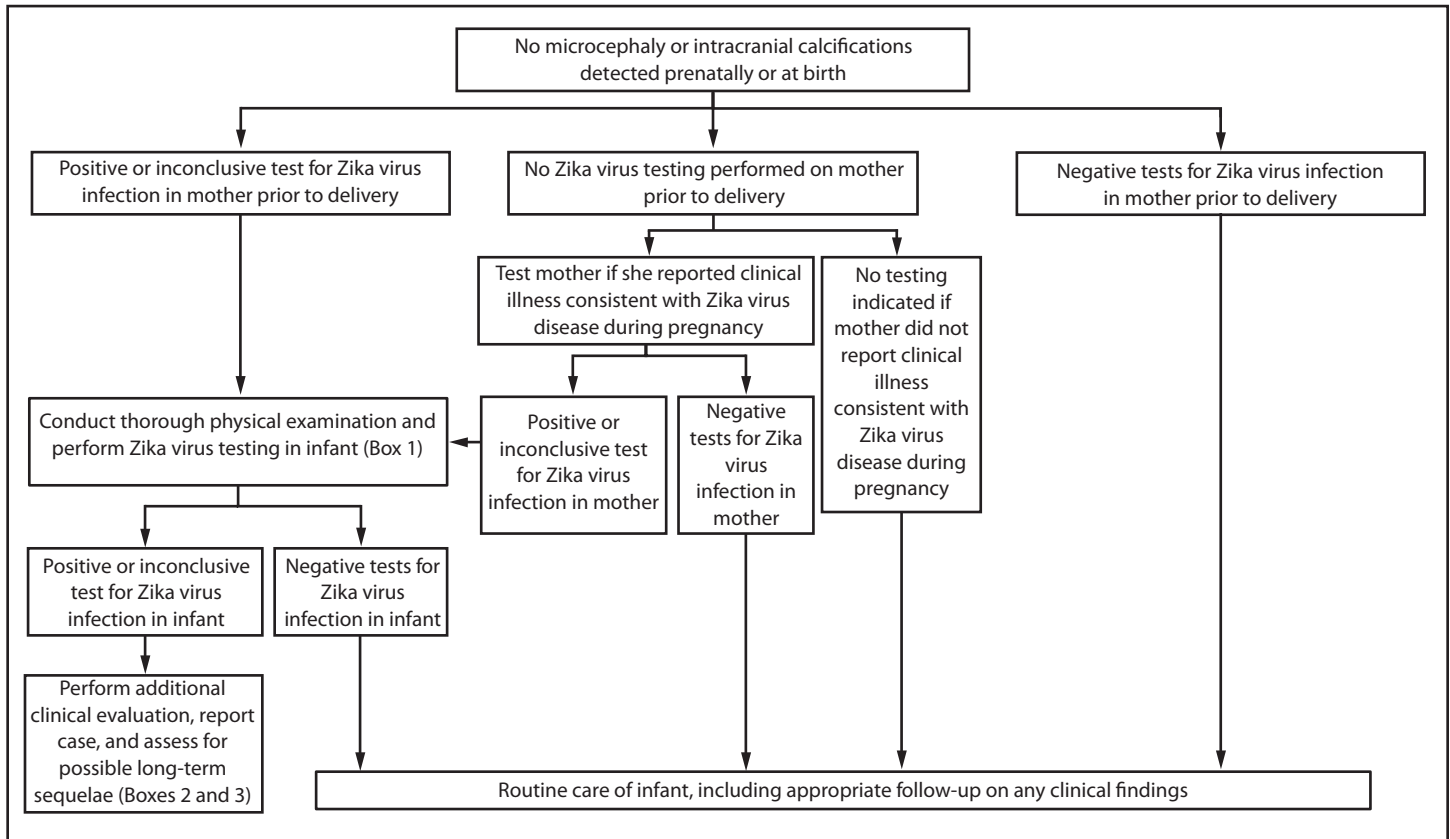 No microcephaly or intracranial calcifications
detected prenatally or at birth
Positive or inconclusive test for Zika virus
infection in mother prior to delivery
No Zika virus testing performed on mother
prior to delivery
Negative tests for Zika virus infection
in mother prior to delivery
Test mother if she reported clinical
illness consistent with Zika virus
disease during pregnancy
No testing
indicated if
mother did not
report clinical
illness
consistent with
Zika virus
disease during
pregnancy
Conduct thorough physical examination and
perform Zika virus testing in infant (Box 1)
Positive or
inconclusive test
for Zika virus
infection in mother
Negative
tests for Zika
virus
infection in
mother
Positive or inconclusive
test for Zika virus
infection in infant
Negative tests for
Zika virus
infection in infant
Perform additional
clinical evaluation, report
case, and assess for
possible long-term
sequelae (Boxes 2 and 3)
Routine care of infant, including appropriate follow-up on any clinical findings